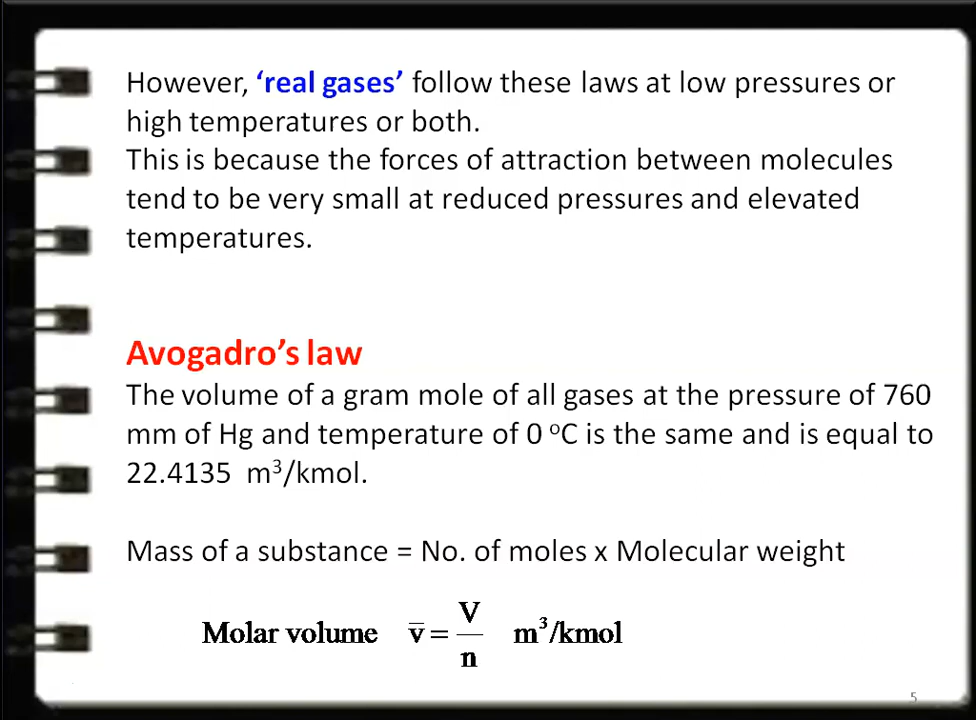 However, ‘real gases’ follow these laws at low pressures or
high temperatures or both.
This is because the forces of attraction between molecules
tend to be very small at reduced pressures and elevated
temperatures.
Avogadro’s law
The volume of a gram mole of all gases at the pressure of 760
mm of Hg and temperature of 0 ᵒC is the same and is equal to
22.4135 m³/kmol.
Mass of a substance = No. of moles x Molecular weight
Molar volume v̅ = V/n m³/kmol
5